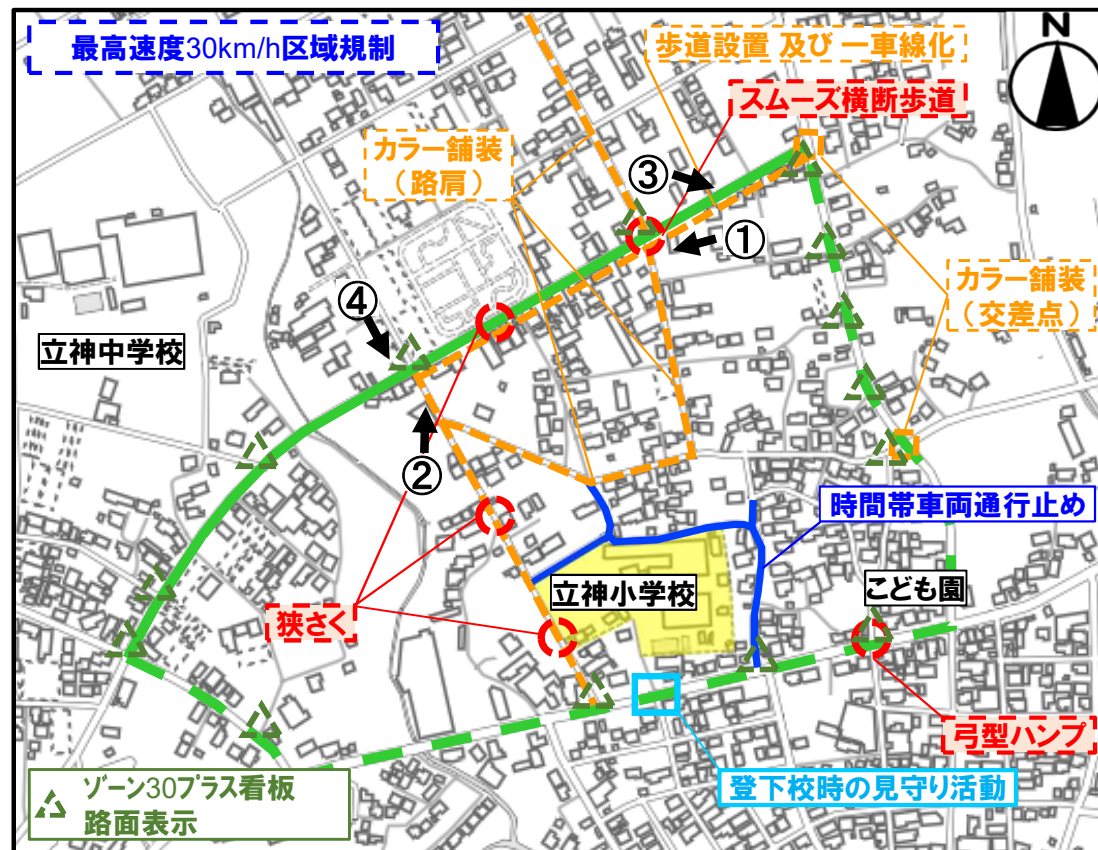 最高速度30km/h区域規制
歩道設置 及び 一車線化
N
スムーズ横断歩道
カラー舗装
（路肩）
③
①
カラー舗装
（交差点）
④
立神中学校
②
時間帯車両通行止め
立神小学校
こども園
狭さく
弓型ハンプ
ゾーン30プラス看板
路面表示
登下校時の見守り活動